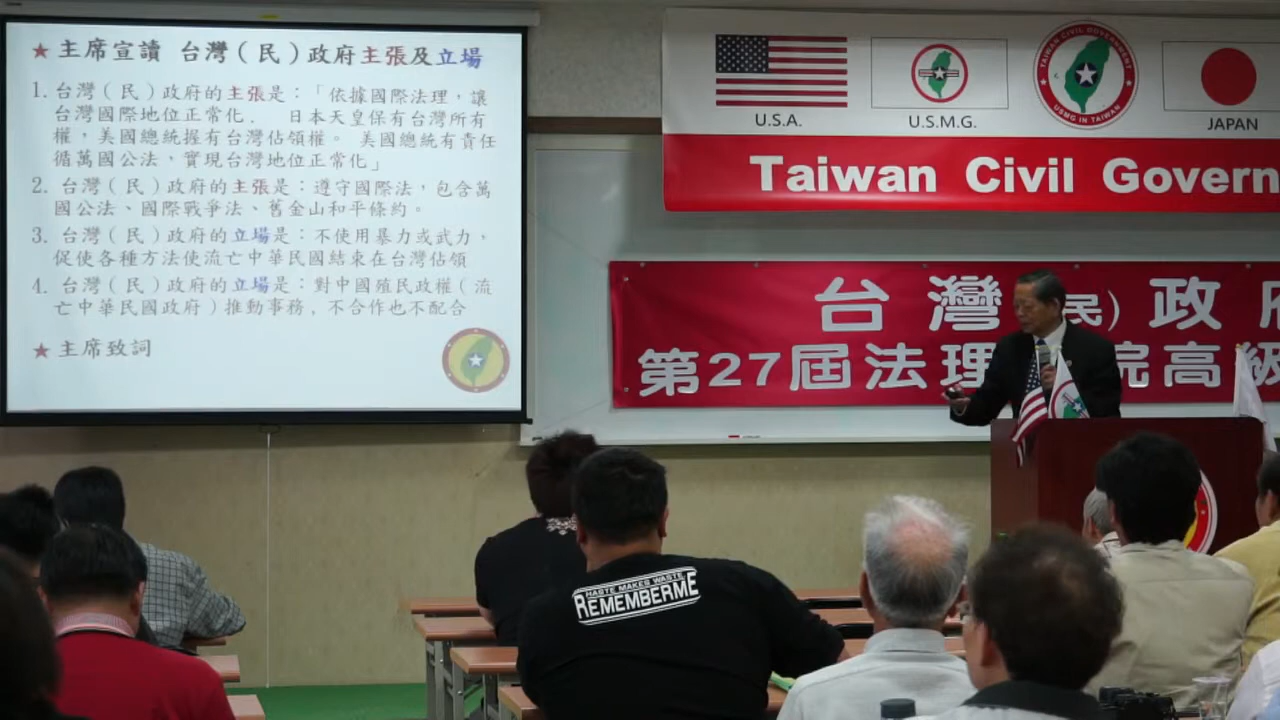 ★主席宣讀 台灣(民)政府主張及立場
1. 台灣(民)政府的主張是:「依據國際法理,讓
台灣國際地位正常化. 日本天皇保有台灣所有
權,美國總統握有台灣佔領權。 美國總統有責任
循萬國公法、實現台灣地位正常化」
2. 台灣(民)政府的主張是:遵守國際法,包含萬
國公法、國際戰爭法、舊金山和平條約。
3. 台灣(民)政府的立場是:不使用暴力或武力,
促使各種方法使流亡中華民國結束在台灣佔領
4. 台灣(民)政府的立場是:對中國殖民政權(流
亡中華民國政府)推動事務,不合作也不配合
★主席致詞
U.S.A.
U.S.M.G.
TAIWAN CIVIL GOVERNMENT
USMG IN TAIWAN
JAPAN
Taiwan Civil Govern
台灣(民)政府
第27屆法理 院高級
HASTE MAKES WASTE
REMEMBERME